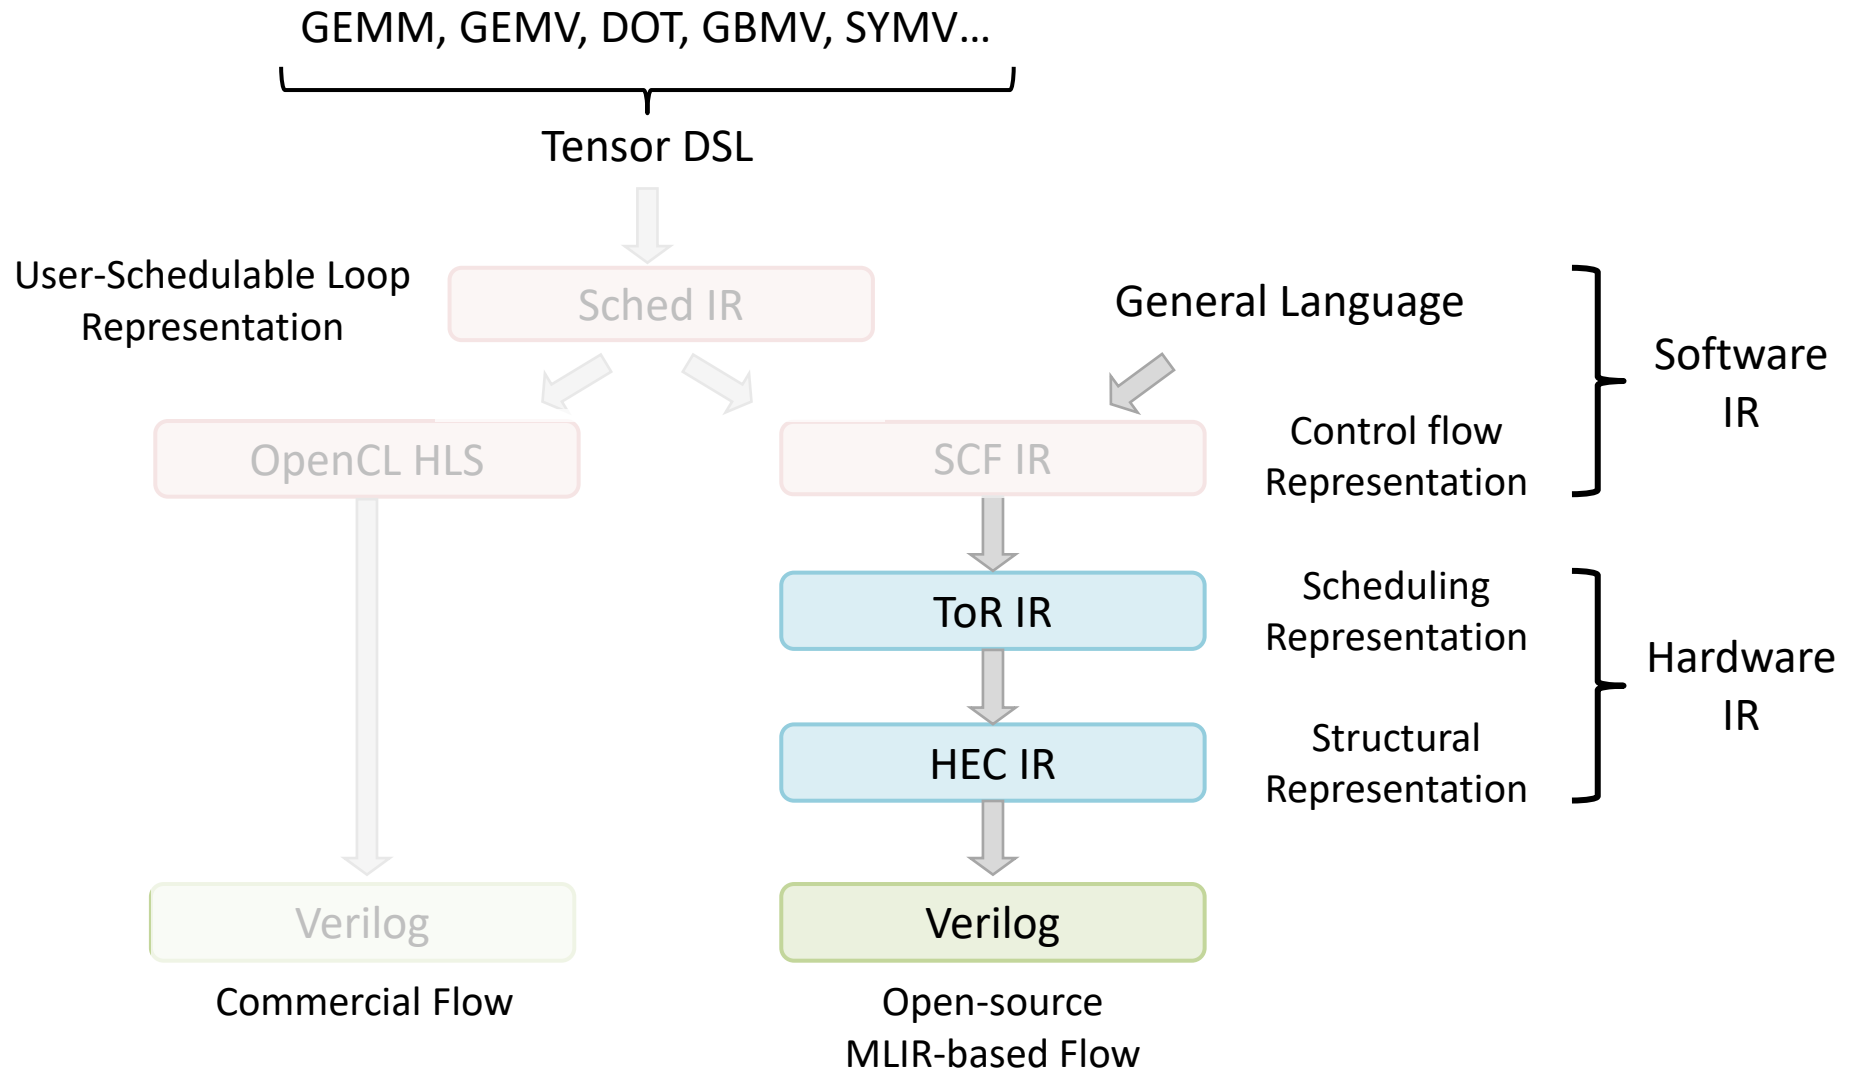 GEMM, GEMV, DOT, GBMV, SYMV…
Tensor DSL
User-Schedulable Loop
Representation
Sched IR
General Language
Software
IR
OpenCL HLS
SCF IR
Control flow
Representation
ToR IR
Scheduling
Representation
Hardware
IR
HEC IR
Structural
Representation
Verilog
Verilog
Commercial Flow
Open-source
MLIR-based Flow